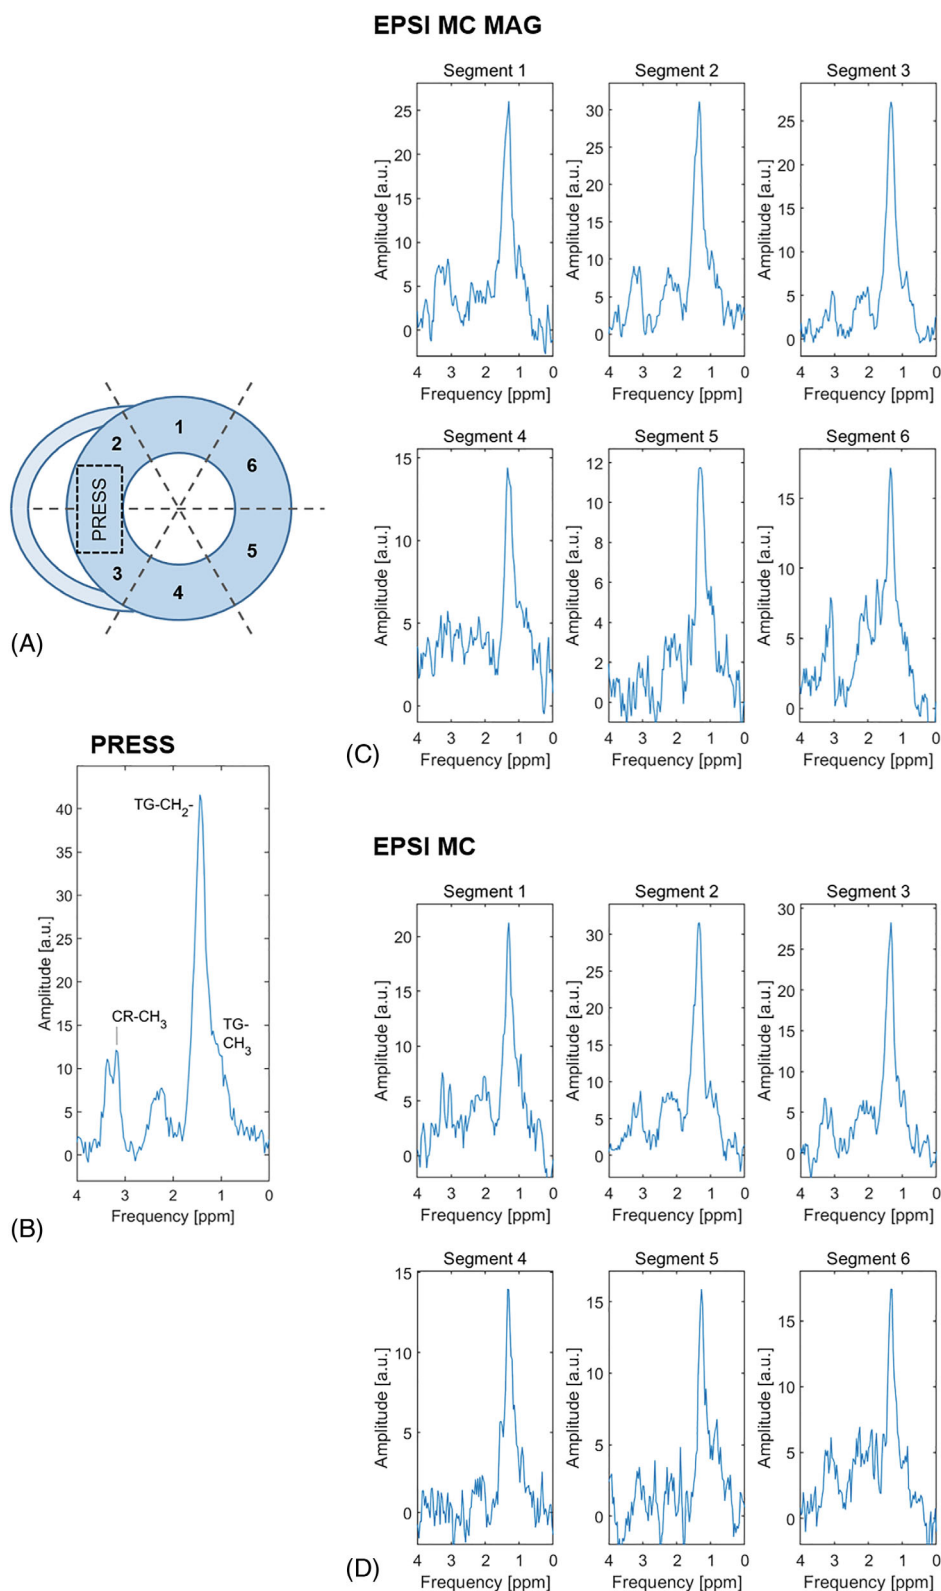 EPSI MC MAG
Segment 1
Segment 2
Segment 3
Amplitude [a.u.]
25
20
15
10
5
0
4 3 2 1 0
Frequency [ppm]
Amplitude [a.u.]
30
25
20
15
10
5
0
4 3 2 1 0
Frequency [ppm]
Amplitude [a.u.]
25
20
15
10
5
0
4 3 2 1 0
Frequency [ppm]
Segment 4
Segment 5
Segment 6
Amplitude [a.u.]
15
10
5
0
4 3 2 1 0
Frequency [ppm]
Amplitude [a.u.]
12
10
8
6
4
2
0
4 3 2 1 0
Frequency [ppm]
Amplitude [a.u.]
15
10
5
0
4 3 2 1 0
Frequency [ppm]
(C)
1
2
6
PRESS
3
5
4
(A)
PRESS
TG-CH2-
CR-CH3
TG-
CH3
Amplitude [a.u.]
40
35
30
25
20
15
10
5
0
4 3 2 1 0
Frequency [ppm]
(B)
EPSI MC
Segment 1
Segment 2
Segment 3
Amplitude [a.u.]
20
15
10
5
0
4 3 2 1 0
Frequency [ppm]
Amplitude [a.u.]
30
25
20
15
10
5
0
4 3 2 1 0
Frequency [ppm]
Amplitude [a.u.]
30
25
20
15
10
5
0
4 3 2 1 0
Frequency [ppm]
Segment 4
Segment 5
Segment 6
Amplitude [a.u.]
15
10
5
0
4 3 2 1 0
Frequency [ppm]
Amplitude [a.u.]
15
10
5
0
4 3 2 1 0
Frequency [ppm]
Amplitude [a.u.]
15
10
5
0
4 3 2 1 0
Frequency [ppm]
(D)